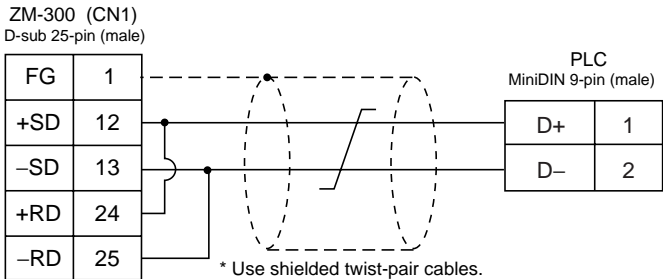 ZM-300 (CN1)
D-sub 25-pin (male)
FG 1
+SD 12
−SD 13
+RD 24
−RD 25
PLC
MiniDIN 9-pin (male)
D+ 1
D− 2
* Use shielded twist-pair cables.